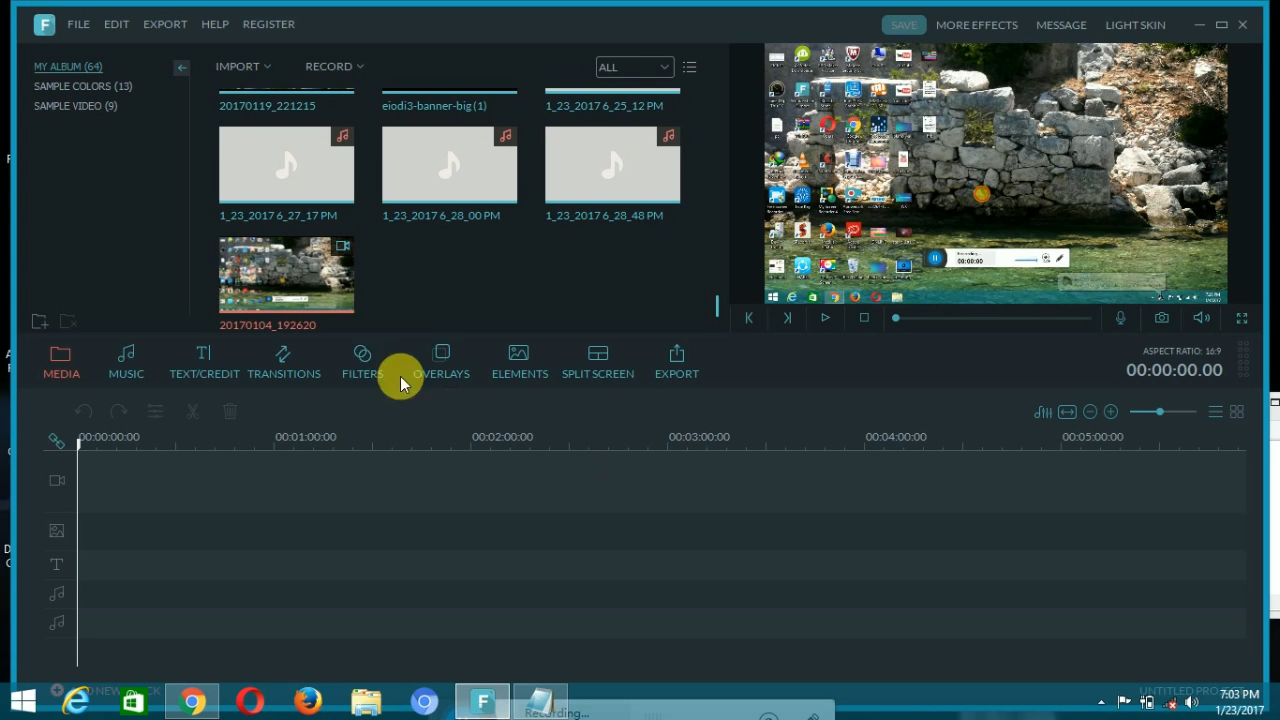 F FILE EDIT EXPORT HELP REGISTER SAVE MORE EFFECTS MESSAGE LIGHT SKIN
MY ALBUM (64) IMPORT RECORD ALL
SAMPLE COLORS (13)
SAMPLE VIDEO (9)
20170119_221215 eiodi3-banner-big (1) 1_23_2017 6_25_12 PM
1_23_2017 6_27_17 PM 1_23_2017 6_28_00 PM 1_23_2017 6_28_48 PM
20170104_192620
00:00:00
MEDIA MUSIC TEXT/CREDIT TRANSITIONS FILTERS OVERLAYS ELEMENTS SPLIT SCREEN EXPORT
ASPECT RATIO: 16:9
00:00:00.00
00:00:00:00 00:01:00:00 00:02:00:00 00:03:00:00 00:04:00:00 00:05:00:00
Recording...
7:03 PM
1/23/2017